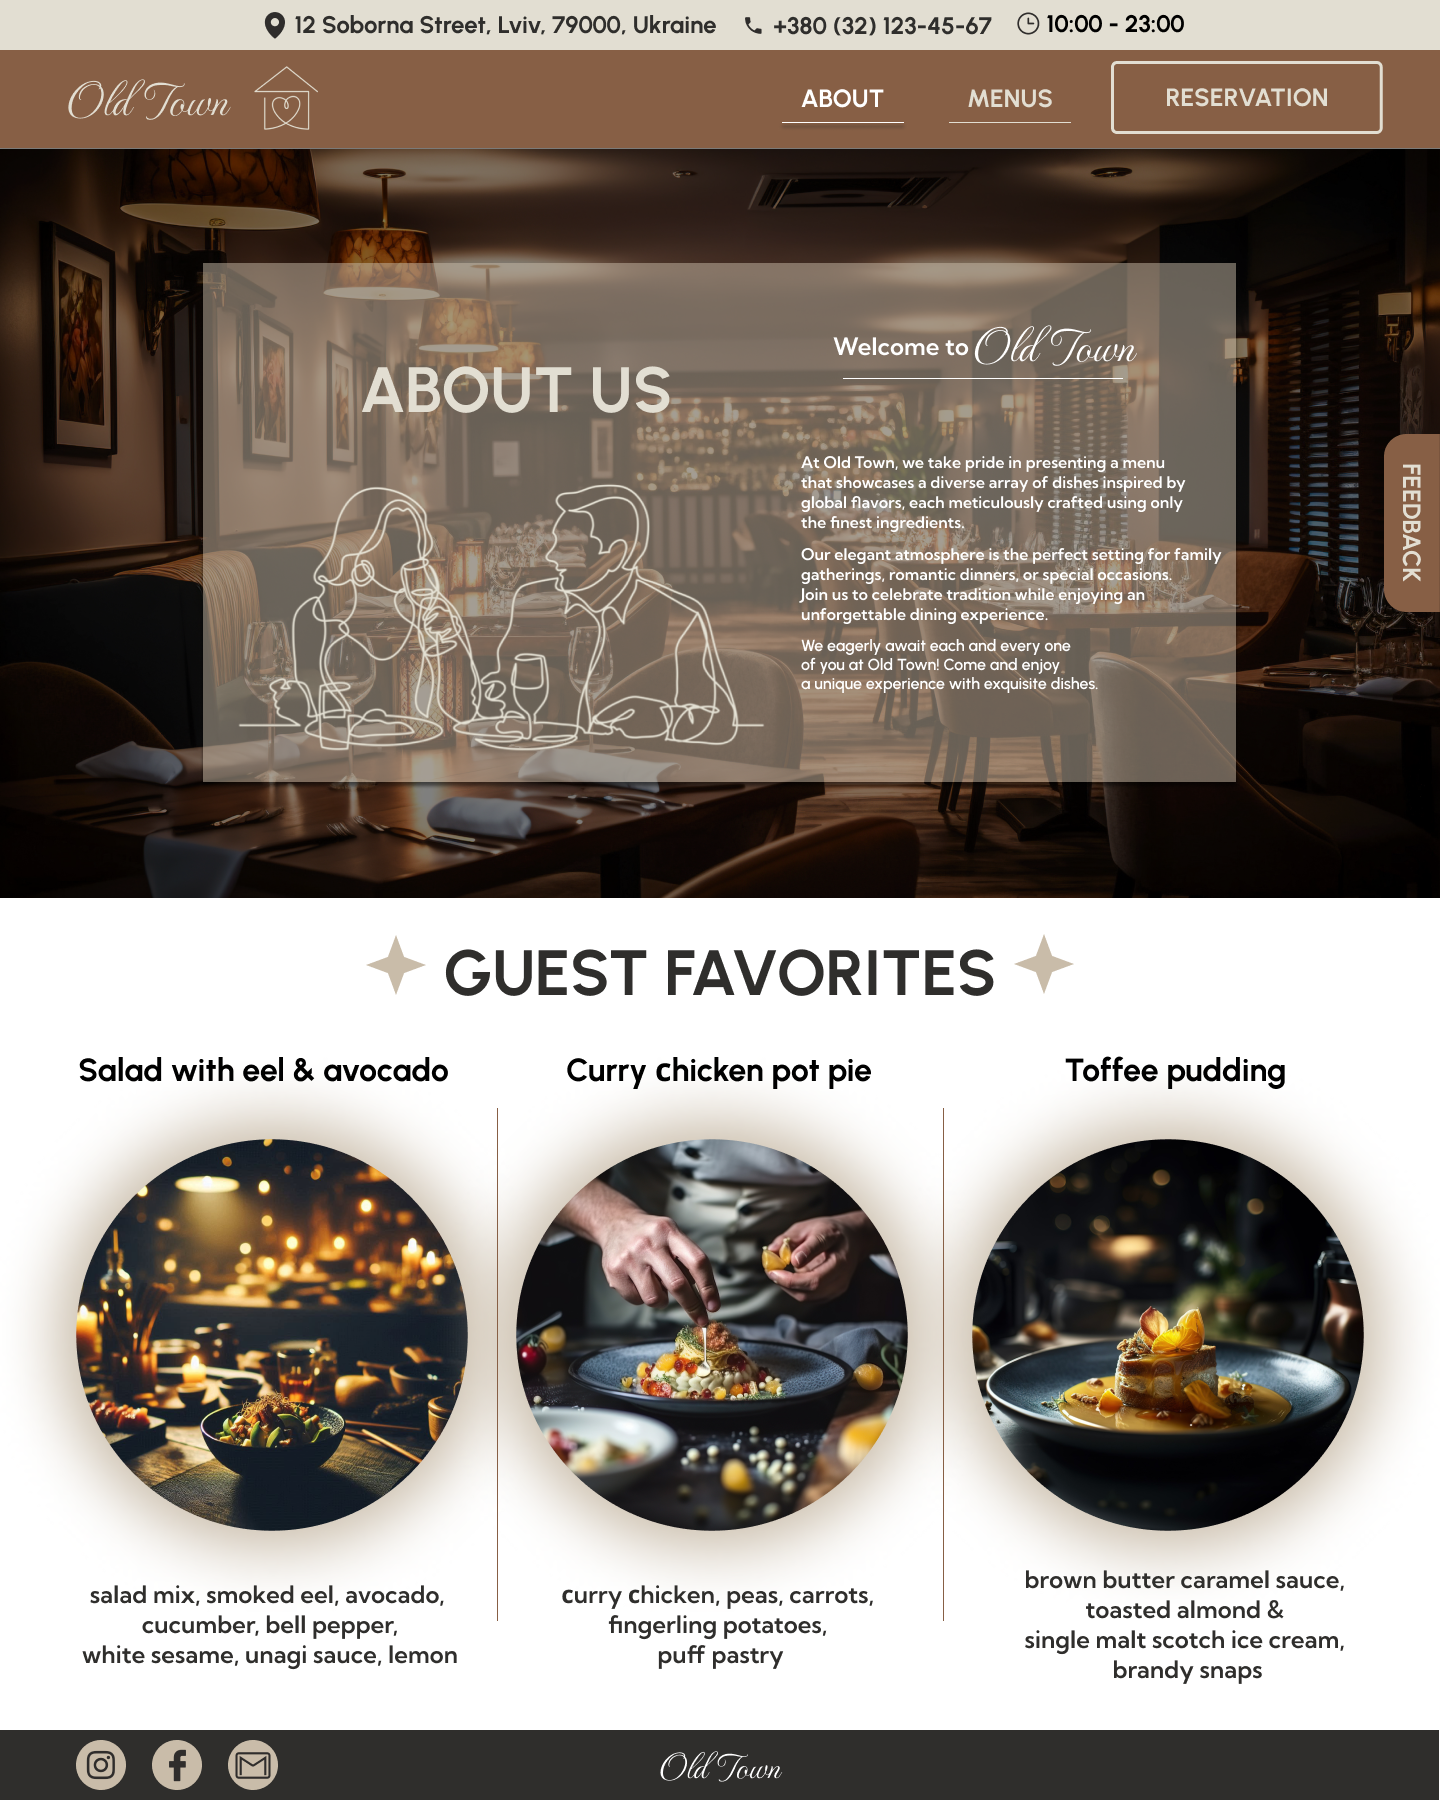 12 Soborna Street, Lviv, 79000, Ukraine +380 (32) 123-45-67 10:00 - 23:00
Old Town ABOUT MENUS RESERVATION
Welcome to Old Town
ABOUT US
At Old Town, we take pride in presenting a menu
that showcases a diverse array of dishes inspired by
global flavors, each meticulously crafted using only
the finest ingredients.
Our elegant atmosphere is the perfect setting for family
gatherings, romantic dinners, or special occasions.
Join us to celebrate tradition while enjoying an
unforgettable dining experience.
We eagerly await each and every one
of you at Old Town! Come and enjoy
a unique experience with exquisite dishes.
FEEDBACK
GUEST FAVORITES
Salad with eel & avocado
salad mix, smoked eel, avocado,
cucumber, bell pepper,
white sesame, unagi sauce, lemon
Curry chicken pot pie
curry chicken, peas, carrots,
fingerling potatoes,
puff pastry
Toffee pudding
brown butter caramel sauce,
toasted almond &
single malt scotch ice cream,
brandy snaps
Old Town